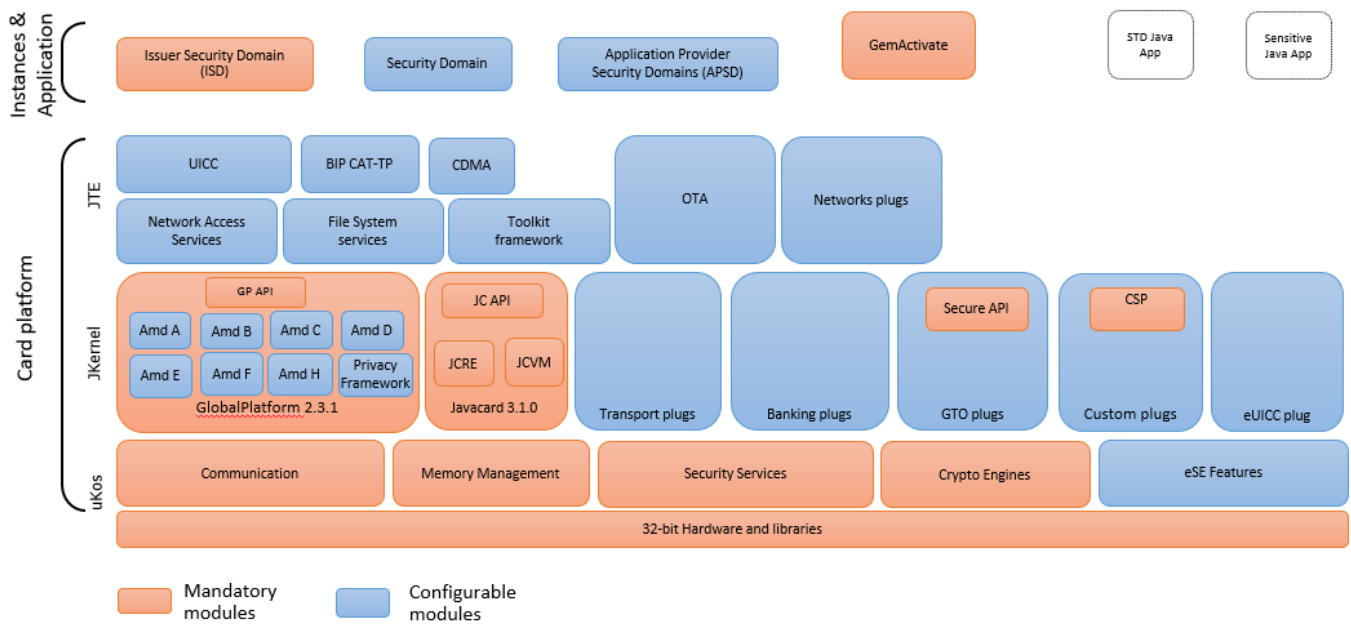 Instances &
Application
Issuer Security Domain
(ISD)
Security Domain
Application Provider
Security Domains (APSD)
GemActivate
STD Java
App
Sensitive
Java App
Card platform
JTE
UICC
BIP CAT-TP
CDMA
OTA
Networks plugs
Network Access
Services
File System
services
Toolkit
framework
JKernel
GP API
Amd A
Amd B
Amd C
Amd D
Amd E
Amd F
Amd H
Privacy
Framework
GlobalPlatform 2.3.1
JC API
JCRE
JCVM
Javacard 3.1.0
Transport plugs
Banking plugs
Secure API
GTO plugs
CSP
Custom plugs
eUICC plug
uKos
Communication
Memory Management
Security Services
Crypto Engines
eSE Features
32-bit Hardware and libraries
Mandatory
modules
Configurable
modules